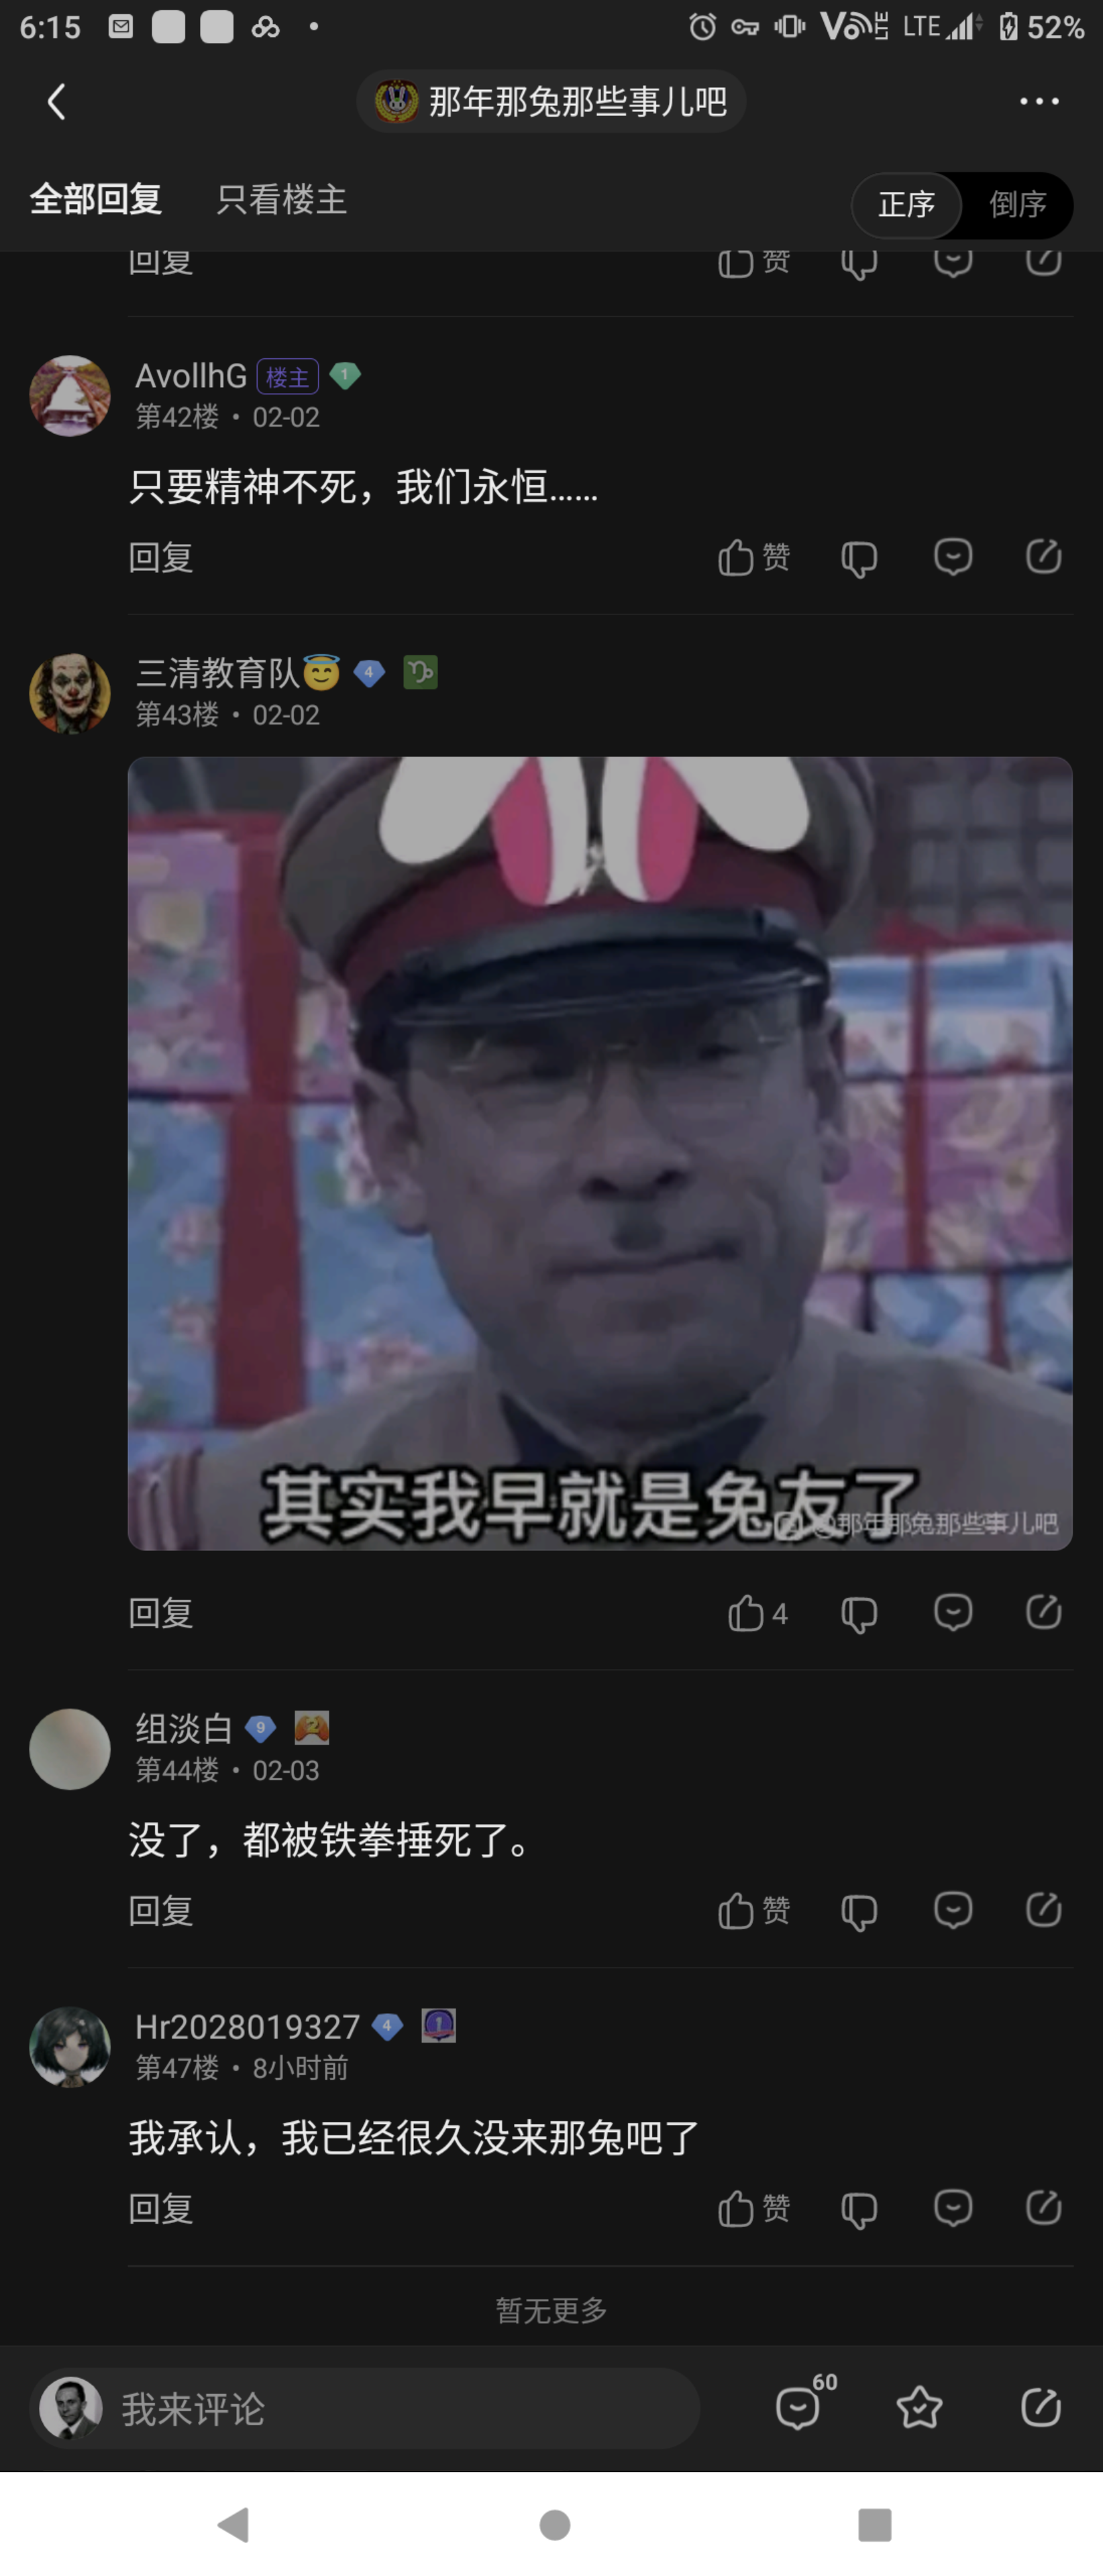 6:15
LTE 52%
那年那兔那些事儿吧
全部回复 只看楼主 正序 倒序
回复 赞
AvollhG 楼主 1
第42楼 • 02-02
只要精神不死，我们永恒……
回复 赞
三清教育队😇 4
第43楼 • 02-02
其实我早就是兔友了
@那年那兔那些事儿吧
回复 4
组淡白 9 2
第44楼 • 02-03
没了，都被铁拳捶死了。
回复 赞
Hr2028019327 4 1
第47楼 • 8小时前
我承认，我已经很久没来那兔吧了
回复 赞
暂无更多
我来评论 60